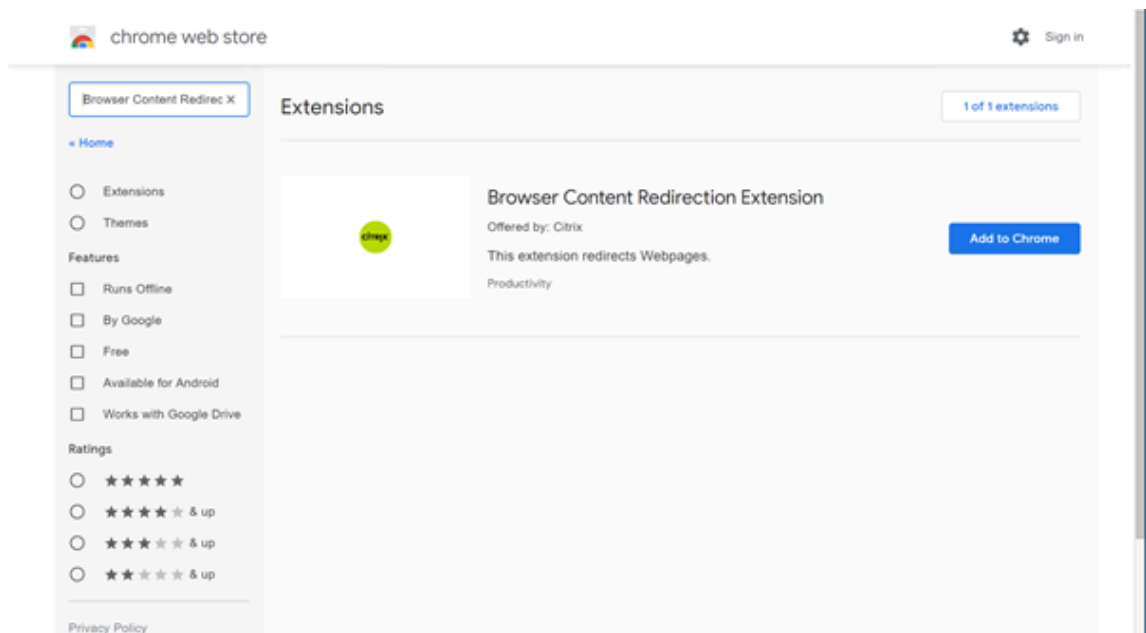 chrome web store
Sign in
Browser Content Redirec X
« Home
Extensions
Themes
Features
Runs Offline
By Google
Free
Available for Android
Works with Google Drive
Ratings
& up
& up
& up
Privacy Policy
Extensions
1 of 1 extensions
citrix
Browser Content Redirection Extension
Offered by: Citrix
This extension redirects Webpages.
Productivity
Add to Chrome